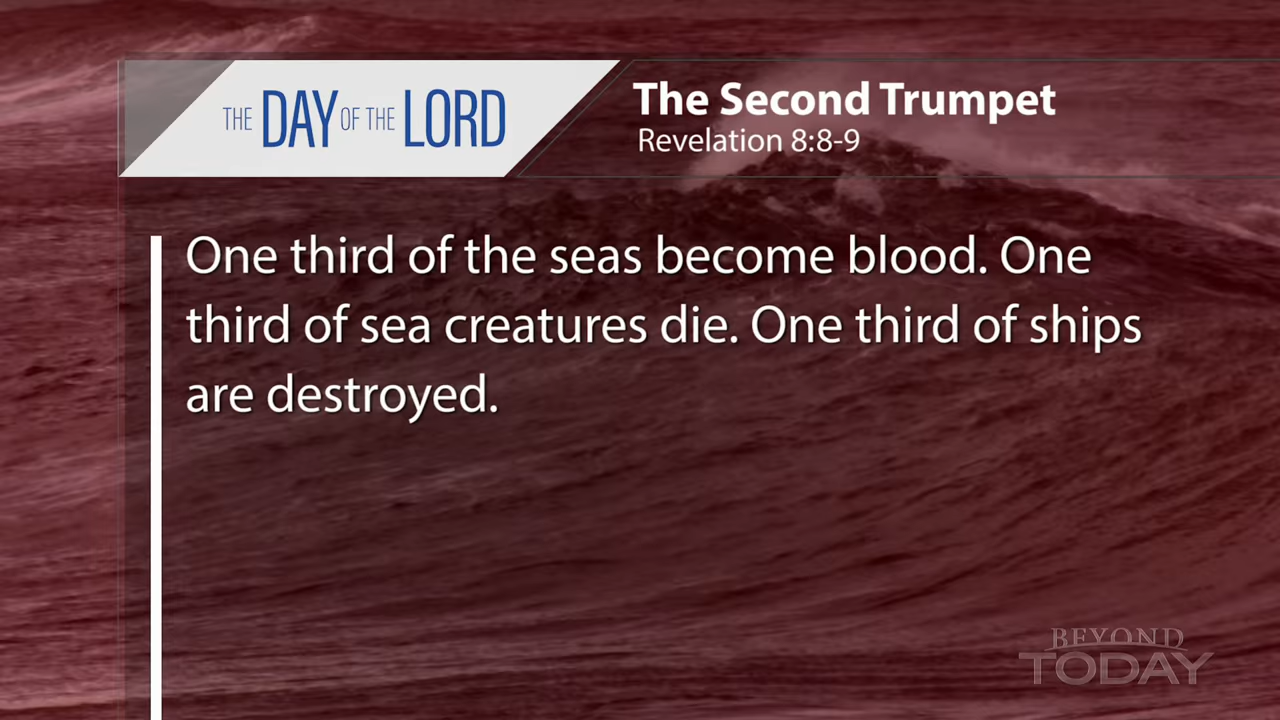 THE DAY OF THE LORD
The Second Trumpet
Revelation 8:8-9
One third of the seas become blood. One
third of sea creatures die. One third of ships
are destroyed.
BEYOND
TODAY